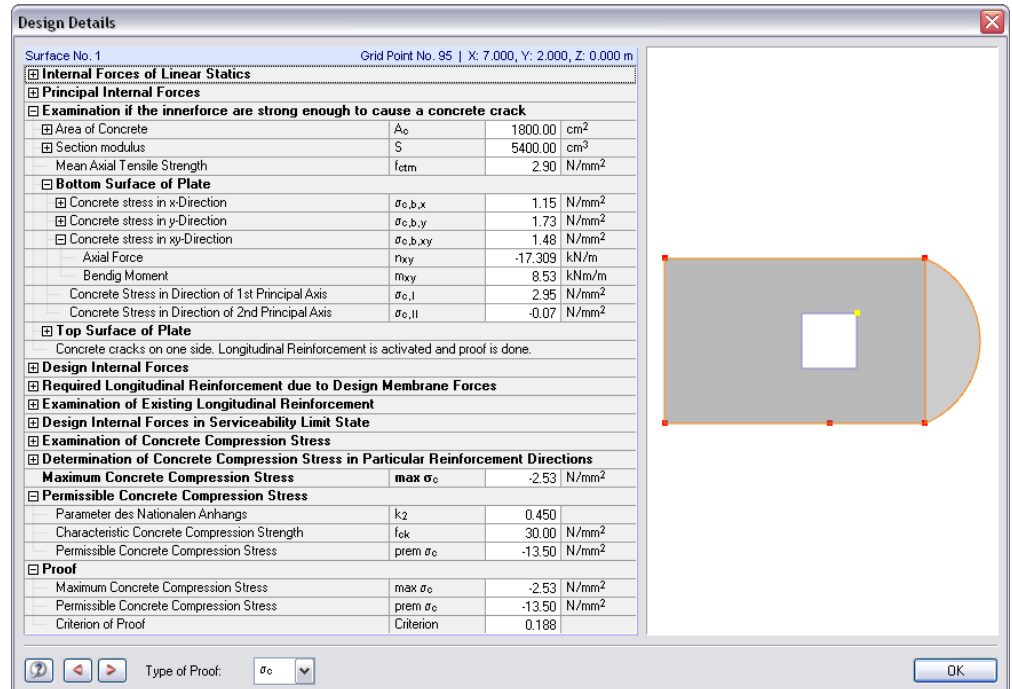 Design Details
Surface No. 1 Grid Point No. 95 | X: 7.000, Y: 2.000, Z: 0.000 m
Internal Forces of Linear Statics
Principal Internal Forces
Examination if the innerforce are strong enough to cause a concrete crack
Area of Concrete Ac 1800.00 cm2
Section modulus S 5400.00 cm3
Mean Axial Tensile Strength fctm 2.90 N/mm2
Bottom Surface of Plate
Concrete stress in x-Direction σc,b,x 1.15 N/mm2
Concrete stress in y-Direction σc,b,y 1.73 N/mm2
Concrete stress in xy-Direction σc,b,xy 1.48 N/mm2
Axial Force nxy -17.309 kN/m
Bendig Moment mxy 8.53 kNm/m
Concrete Stress in Direction of 1st Principal Axis σc,I 2.95 N/mm2
Concrete Stress in Direction of 2nd Principal Axis σc,II -0.07 N/mm2
Top Surface of Plate
Concrete cracks on one side. Longitudinal Reinforcement is activated and proof is done.
Design Internal Forces
Required Longitudinal Reinforcement due to Design Membrane Forces
Examination of Existing Longitudinal Reinforcement
Design Internal Forces in Serviceability Limit State
Examination of Concrete Compression Stress
Determination of Concrete Compression Stress in Particular Reinforcement Directions
Maximum Concrete Compression Stress max σc -2.53 N/mm2
Permissible Concrete Compression Stress
Parameter des Nationalen Anhangs k2 0.450
Characteristic Concrete Compression Strength fck 30.00 N/mm2
Permissible Concrete Compression Stress prem σc -13.50 N/mm2
Proof
Maximum Concrete Compression Stress max σc -2.53 N/mm2
Permissible Concrete Compression Stress prem σc -13.50 N/mm2
Criterion of Proof Criterion 0.188
Type of Proof: σc OK